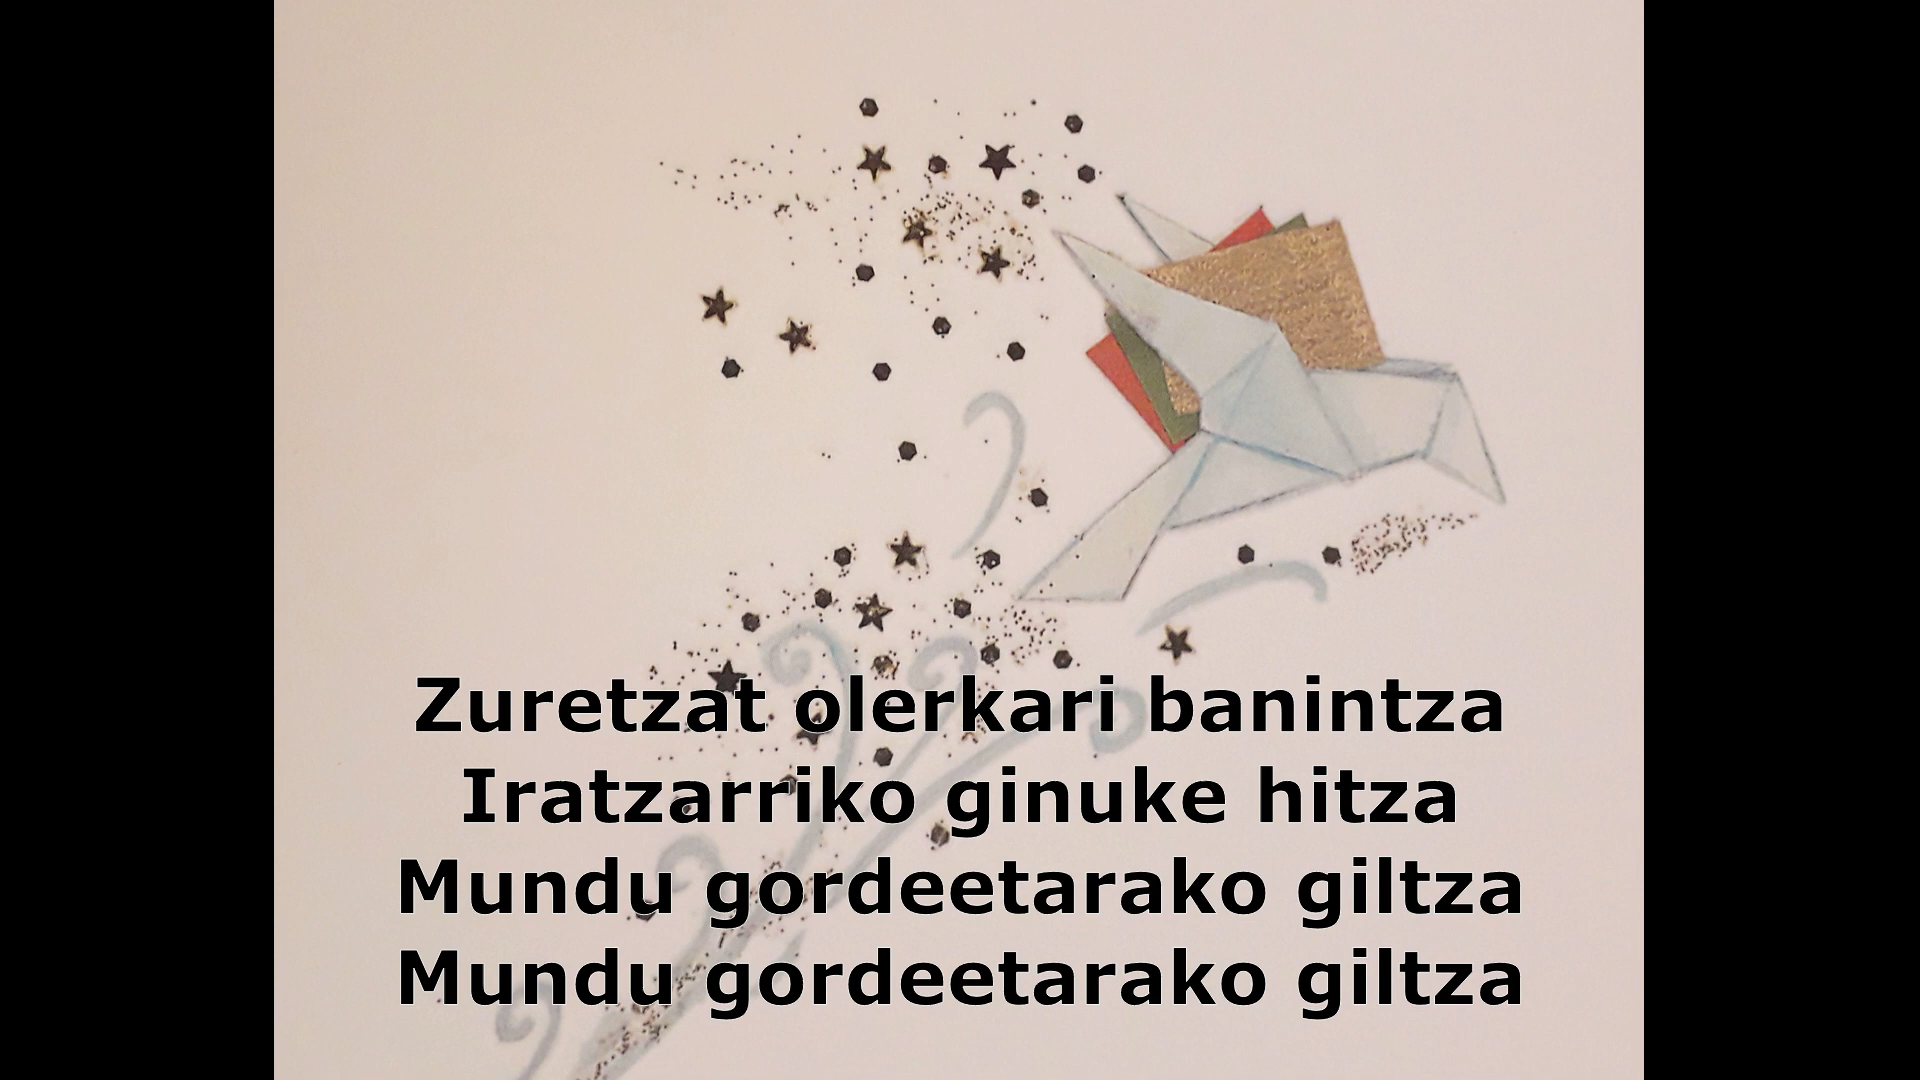 Zuretzat olerkari banintza
Iratzarriko ginuke hitza
Mundu gordeetarako giltza
Mundu gordeetarako giltza